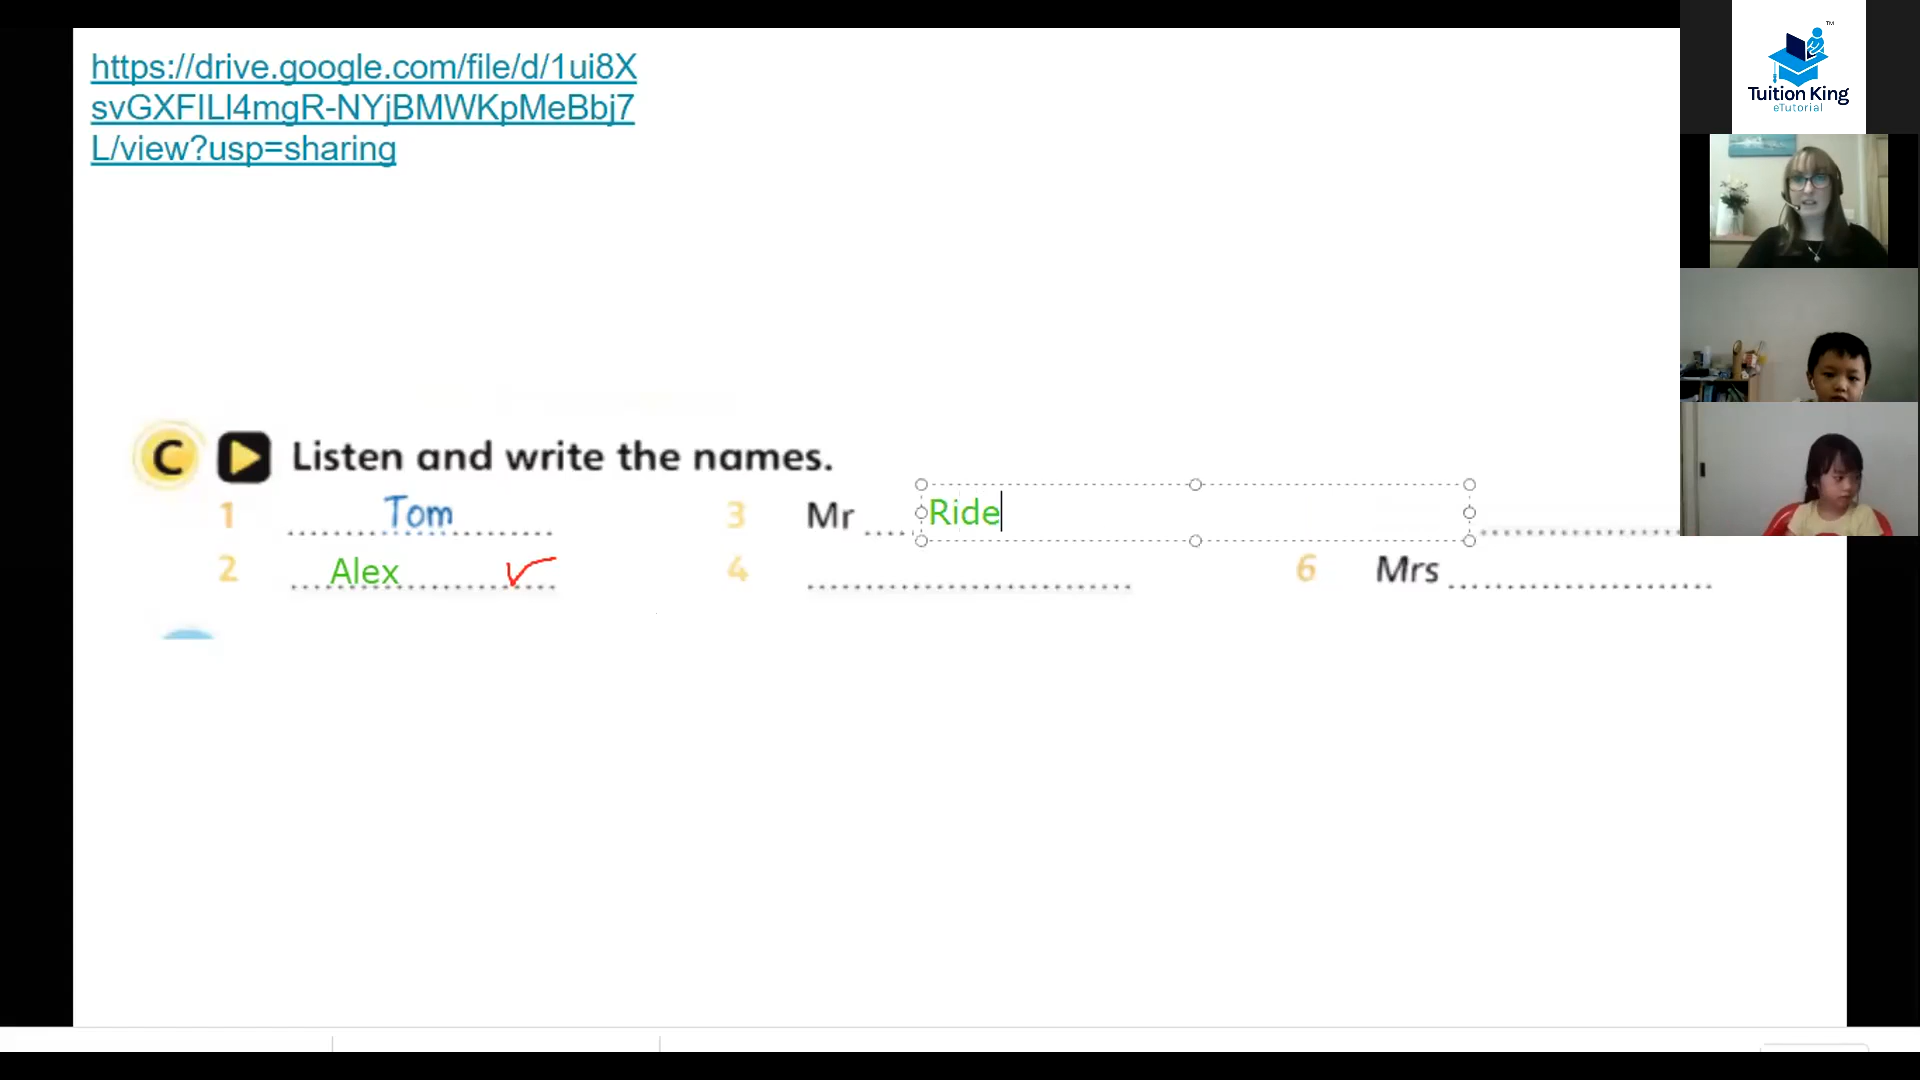 https://drive.google.com/file/d/1ui8X
svGXFILl4mgR-NYjBMWKpMeBbj7
L/view?usp=sharing
TM
Tuition King
eTutorial
C Listen and write the names.
1 Tom 3 Mr Ride
2 Alex 4 6 Mrs